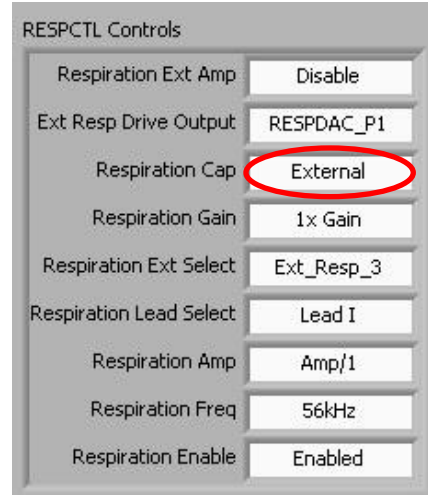 RESPCTL Controls
Respiration Ext Amp Disable
Ext Resp Drive Output RESPDAC_P1
Respiration Cap External
Respiration Gain 1x Gain
Respiration Ext Select Ext_Resp_3
Respiration Lead Select Lead I
Respiration Amp Amp/1
Respiration Freq 56kHz
Respiration Enable Enabled